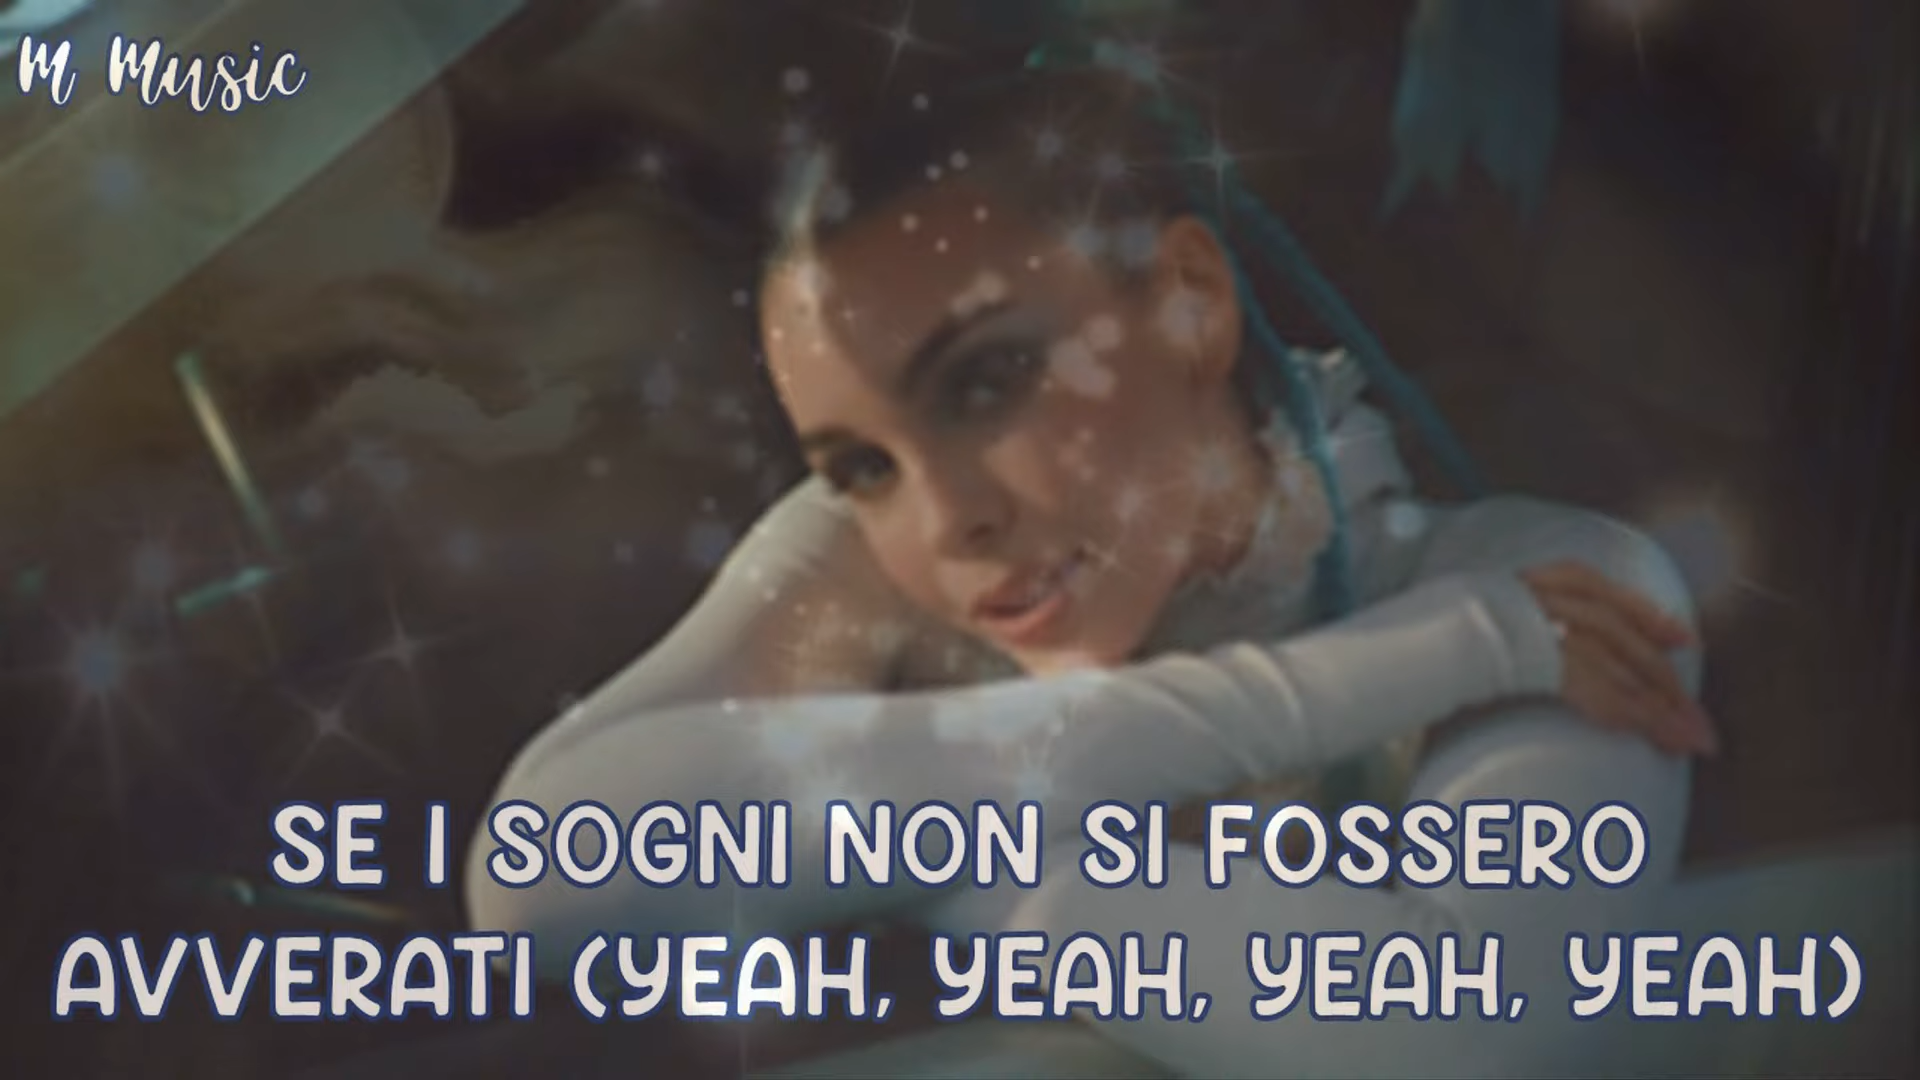 M Music
SE I SOGNI NON SI FOSSERO
AVVERATI (YEAH, YEAH, YEAH, YEAH)